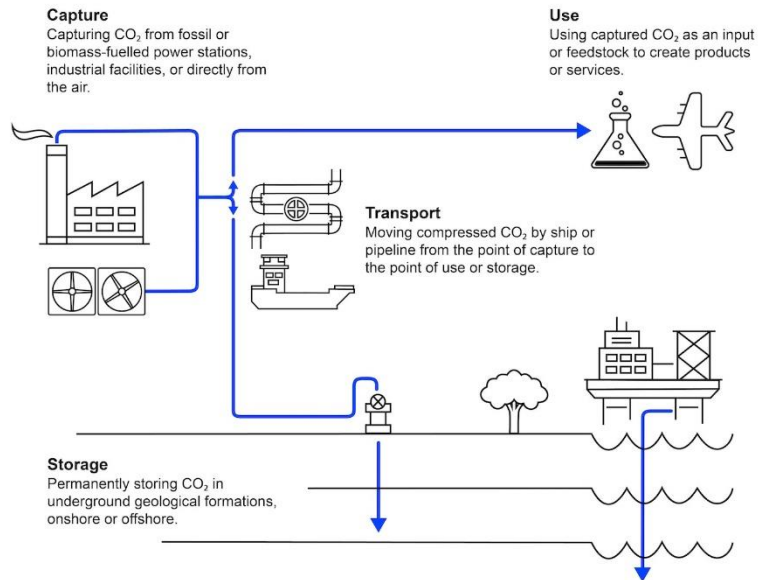 Capture
Capturing CO₂ from fossil or
biomass-fuelled power stations,
industrial facilities, or directly from
the air.
Use
Using captured CO₂ as an input
or feedstock to create products
or services.
Transport
Moving compressed CO₂ by ship or
pipeline from the point of capture to
the point of use or storage.
Storage
Permanently storing CO₂ in
underground geological formations,
onshore or offshore.